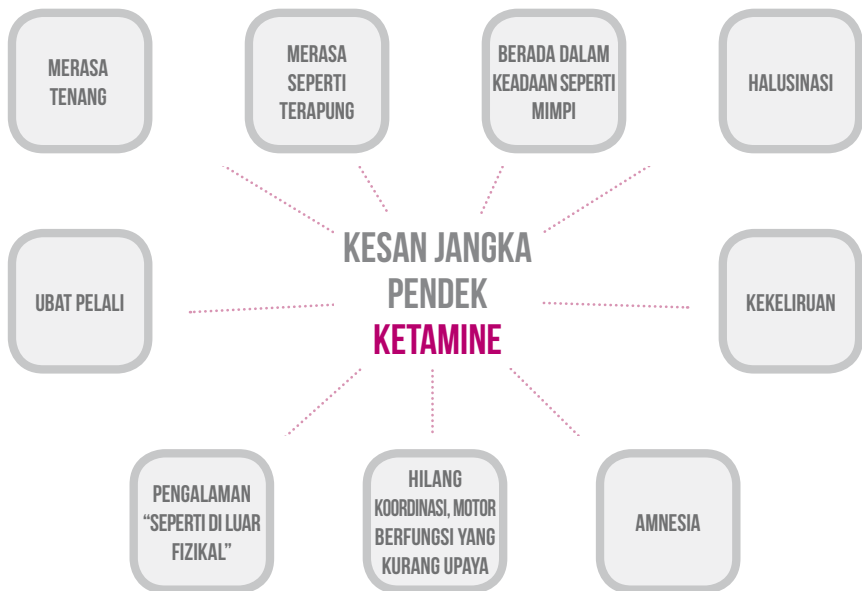 MERASA
TENANG
MERASA
SEPERTI
TERAPUNG
BERADA DALAM
KEADAAN SEPERTI
MIMPI
HALUSINASI
KESAN JANGKA
PENDEK
KETAMINE
UBAT PELALI
KEKELIRUAN
PENGALAMAN
“SEPERTI DI LUAR
FIZIKAL”
HILANG
KOORDINASI, MOTOR
BERFUNGSI YANG
KURANG UPAYA
AMNESIA